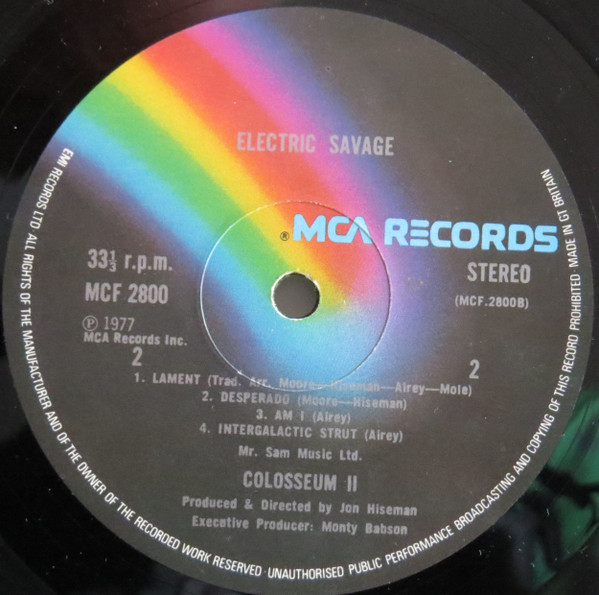 ELECTRIC SAVAGE
® MCA RECORDS
33⅓ r.p.m.
MCF 2800
STEREO
(MCF.2800B)
Ⓟ 1977
MCA Records Inc.
2
2
1. LAMENT (Trad. Arr. Moore—Hiseman—Airey—Mole)
2. DESPERADO (Moore—Hiseman)
3. AM I (Airey)
4. INTERGALACTIC STRUT (Airey)
Mr. Sam Music Ltd.
COLOSSEUM II
Produced & Directed by Jon Hiseman
Executive Producer: Monty Babson
EMI RECORDS LTD ALL RIGHTS OF THE MANUFACTURER AND OF THE OWNER OF THE RECORDED WORK RESERVED · UNAUTHORISED PUBLIC PERFORMANCE BROADCASTING AND COPYING OF THIS RECORD PROHIBITED · MADE IN GT BRITAIN